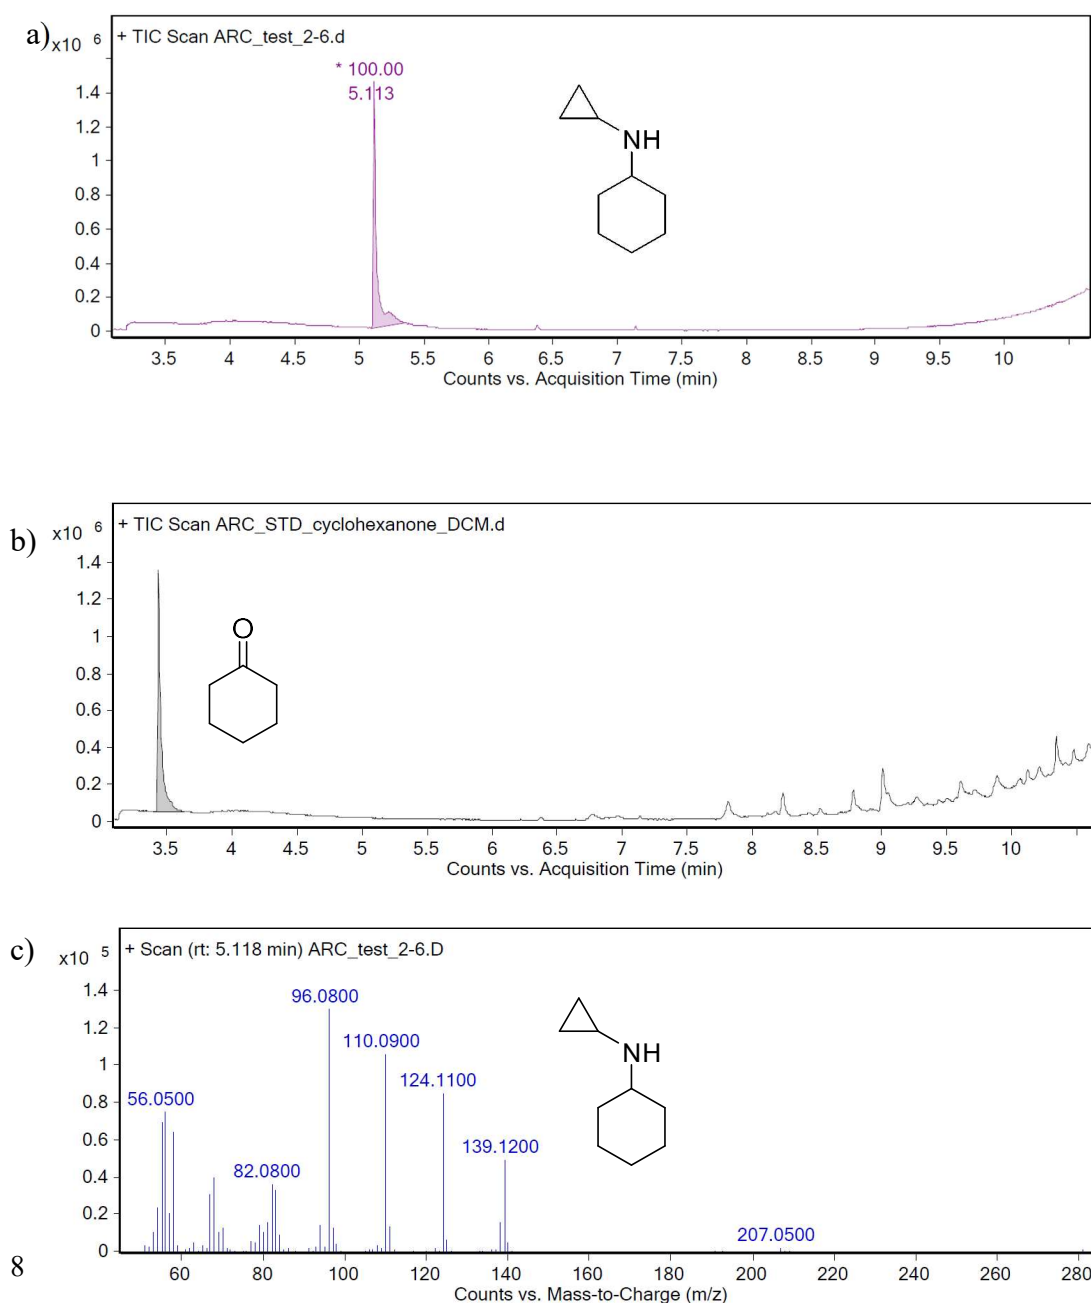 a)
x10 6
+ TIC Scan ARC_test_2-6.d
* 100.00
5.113
1.4
1.2
1
0.8
0.6
0.4
0.2
0
NH
3.5 4 4.5 5 5.5 6 6.5 7 7.5 8 8.5 9 9.5 10
Counts vs. Acquisition Time (min)
b)
x10 6
+ TIC Scan ARC_STD_cyclohexanone_DCM.d
1.4
1.2
1
0.8
0.6
0.4
0.2
0
O
3.5 4 4.5 5 5.5 6 6.5 7 7.5 8 8.5 9 9.5 10
Counts vs. Acquisition Time (min)
c)
x10 5
+ Scan (rt: 5.118 min) ARC_test_2-6.D
1.4
1.2
1
0.8
0.6
0.4
0.2
0
96.0800
110.0900
124.1100
56.0500
139.1200
82.0800
207.0500
NH
60 80 100 120 140 160 180 200 220 240 260 280
Counts vs. Mass-to-Charge (m/z)
8